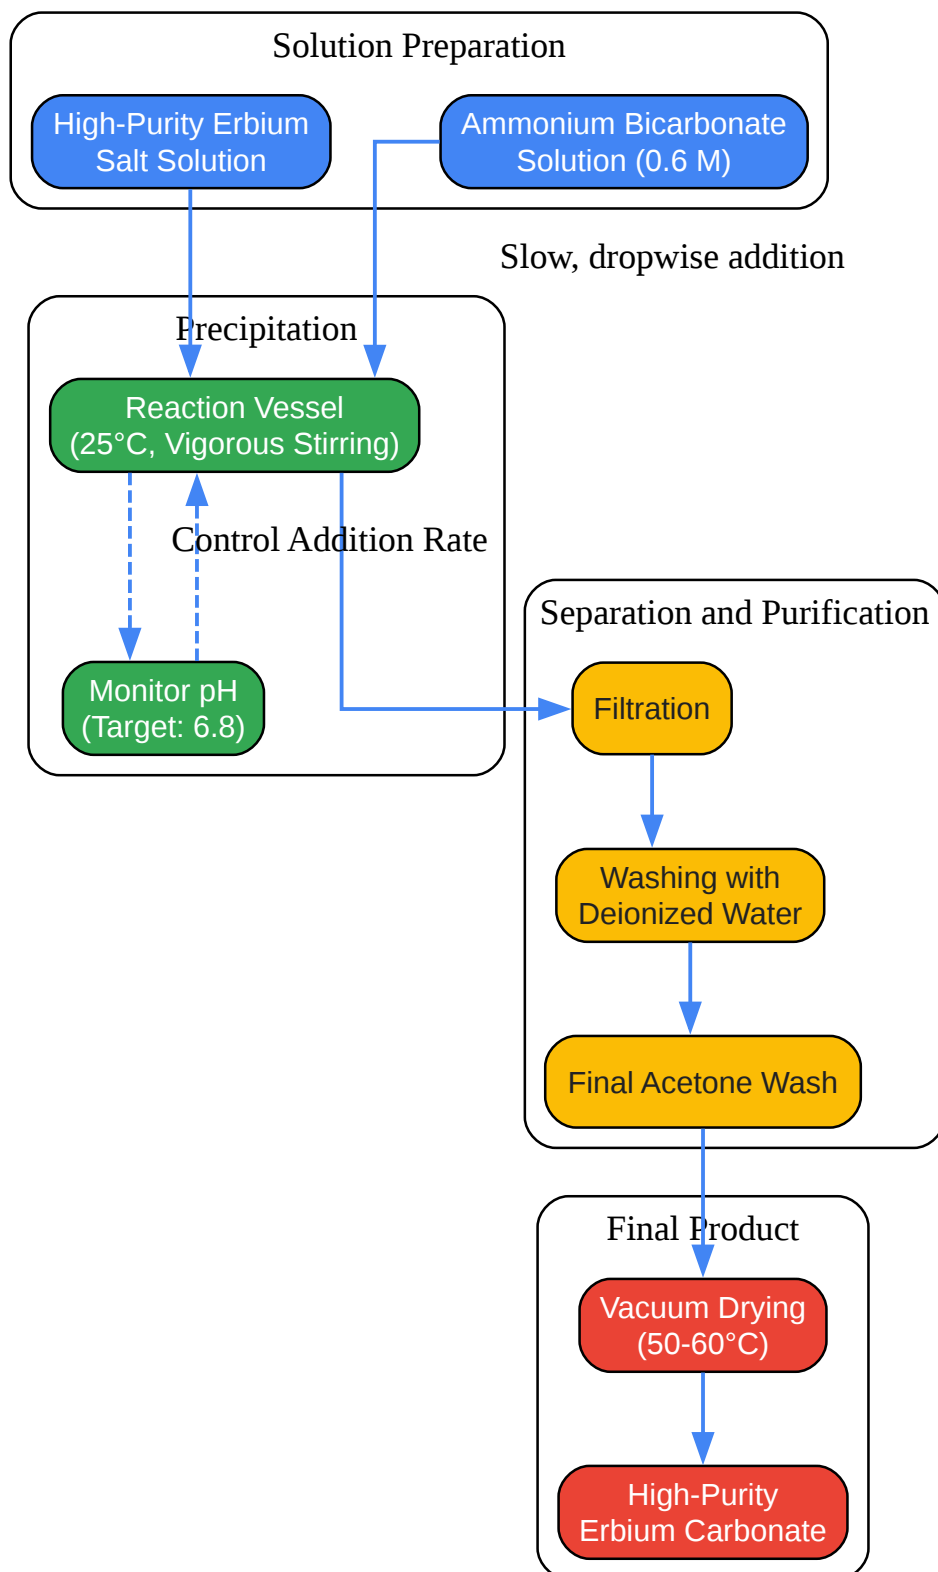 Solution Preparation
High-Purity Erbium
Salt Solution
Ammonium Bicarbonate
Solution (0.6 M)
Slow, dropwise addition
Precipitation
Reaction Vessel
(25°C, Vigorous Stirring)
Control Addition Rate
Monitor pH
(Target: 6.8)
Separation and Purification
Filtration
Washing with
Deionized Water
Final Acetone Wash
Final Product
Vacuum Drying
(50-60°C)
High-Purity
Erbium Carbonate